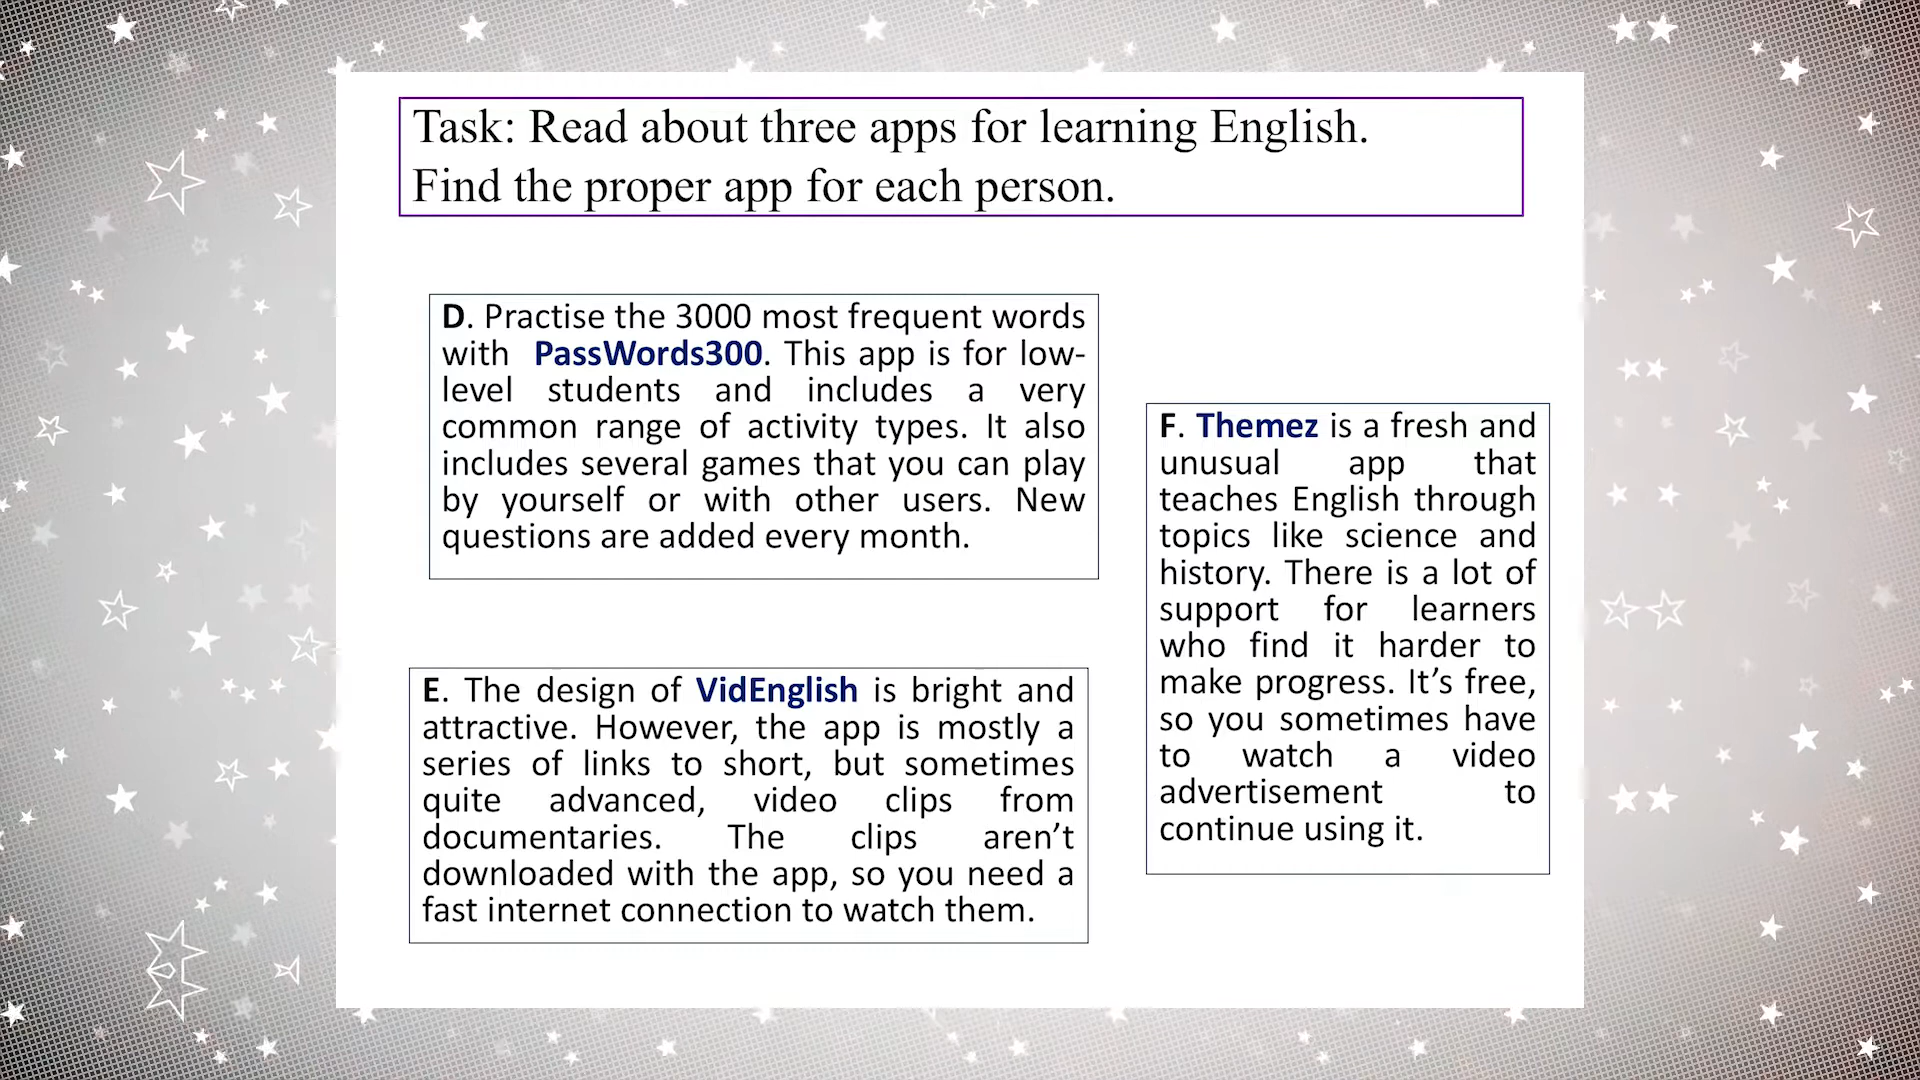 Task: Read about three apps for learning English.
Find the proper app for each person.
D. Practise the 3000 most frequent words
with PassWords300. This app is for low-
level students and includes a very
common range of activity types. It also
includes several games that you can play
by yourself or with other users. New
questions are added every month.
E. The design of VidEnglish is bright and
attractive. However, the app is mostly a
series of links to short, but sometimes
quite advanced, video clips from
documentaries. The clips aren’t
downloaded with the app, so you need a
fast internet connection to watch them.
F. Themez is a fresh and
unusual app that
teaches English through
topics like science and
history. There is a lot of
support for learners
who find it harder to
make progress. It’s free,
so you sometimes have
to watch a video
advertisement to
continue using it.